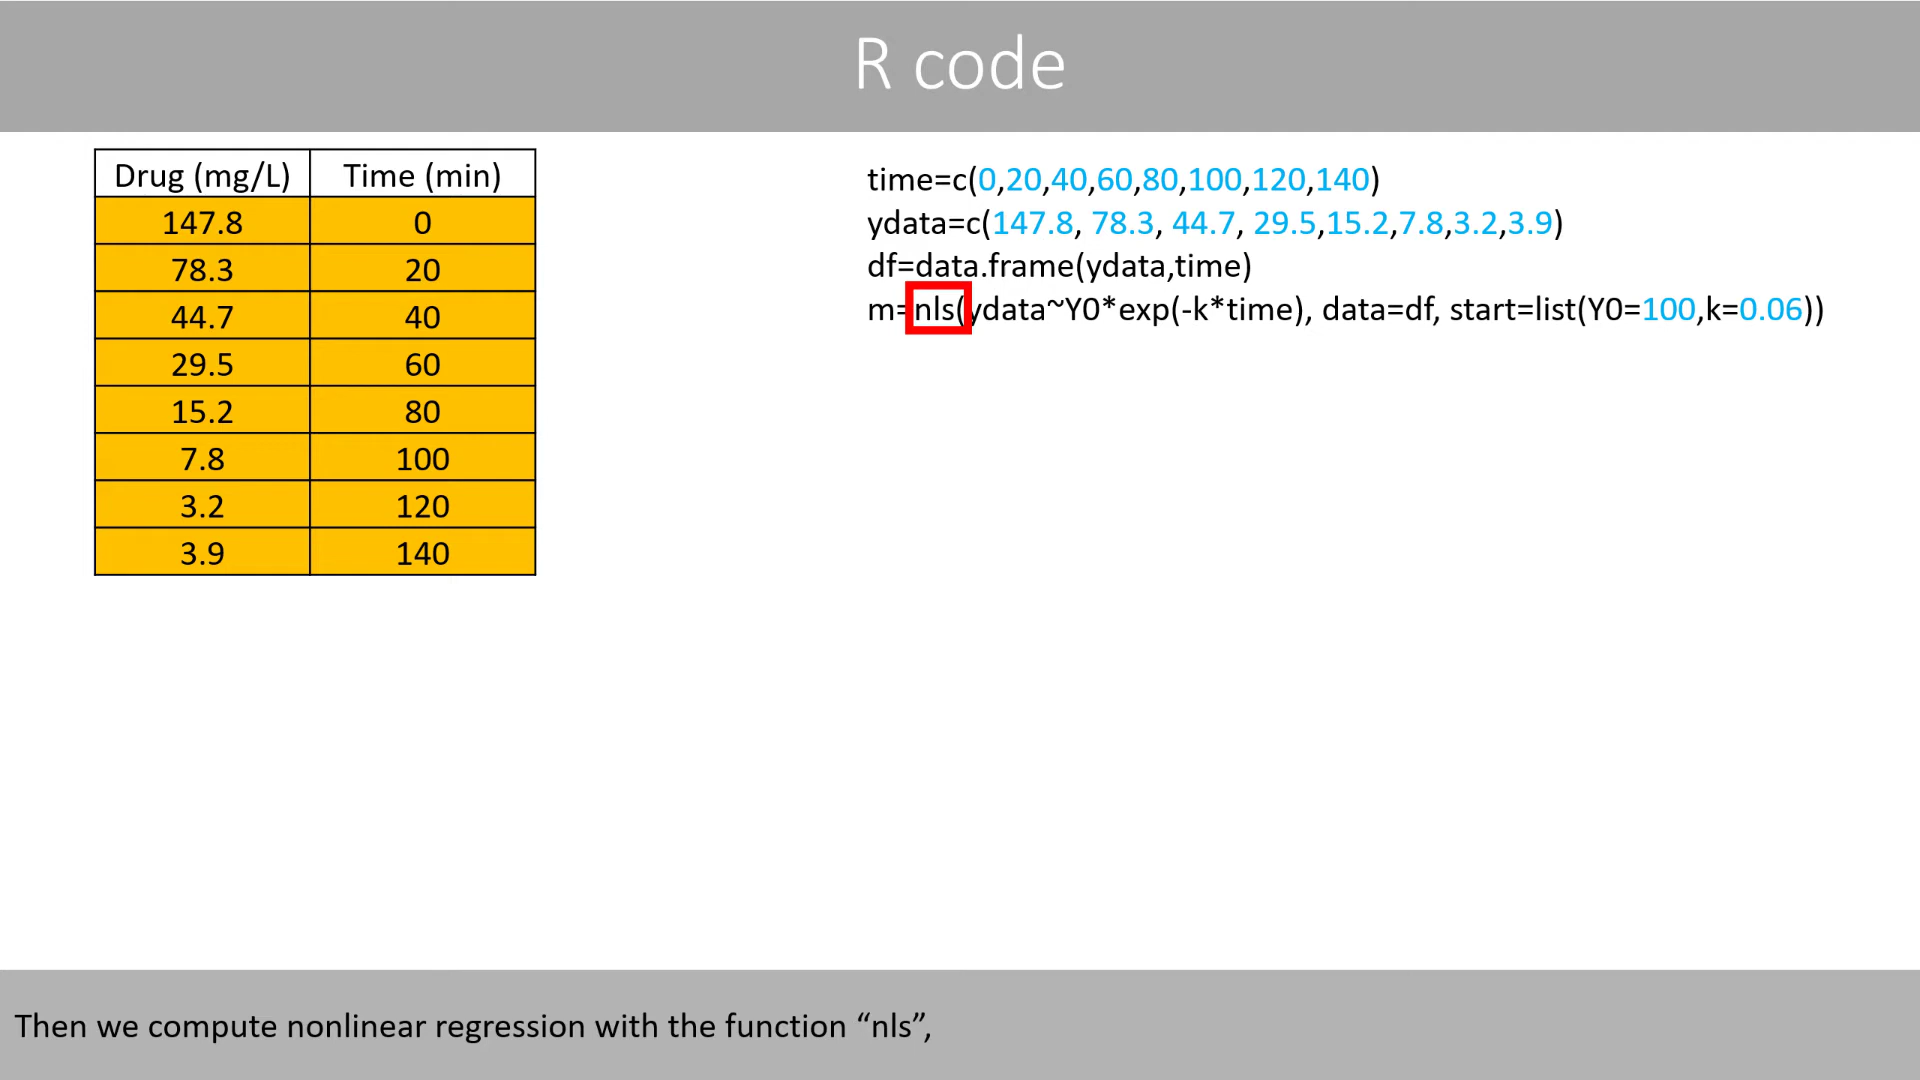 R code
Drug (mg/L) Time (min)
147.8 0
78.3 20
44.7 40
29.5 60
15.2 80
7.8 100
3.2 120
3.9 140
time=c(0,20,40,60,80,100,120,140)
ydata=c(147.8, 78.3, 44.7, 29.5,15.2,7.8,3.2,3.9)
df=data.frame(ydata,time)
m=nls(ydata~Y0*exp(-k*time), data=df, start=list(Y0=100,k=0.06))
Then we compute nonlinear regression with the function “nls”,